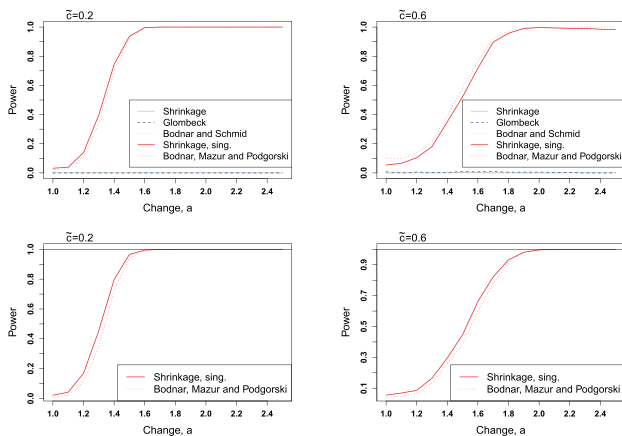 c̃=0.2
Power
0.0 0.2 0.4 0.6 0.8 1.0
Shrinkage
Glombeck
Bodnar and Schmid
Shrinkage, sing.
Bodnar, Mazur and Podgorski
1.0 1.2 1.4 1.6 1.8 2.0 2.2 2.4
Change, a
c̃=0.6
Power
0.0 0.2 0.4 0.6 0.8 1.0
Shrinkage
Glombeck
Bodnar and Schmid
Shrinkage, sing.
Bodnar, Mazur and Podgorski
1.0 1.2 1.4 1.6 1.8 2.0 2.2 2.4
Change, a
c̃=0.2
Power
0.0 0.2 0.4 0.6 0.8 1.0
Shrinkage, sing.
Bodnar, Mazur and Podgorski
1.0 1.2 1.4 1.6 1.8 2.0 2.2 2.4
Change, a
c̃=0.6
Power
0.1 0.3 0.5 0.7 0.9
Shrinkage, sing.
Bodnar, Mazur and Podgorski
1.0 1.2 1.4 1.6 1.8 2.0 2.2 2.4
Change, a